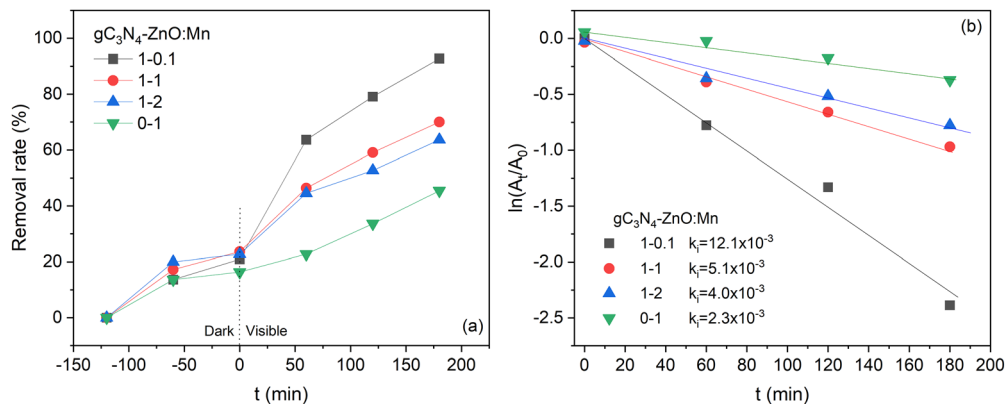 gC₃N₄-ZnO:Mn
1-0.1
1-1
1-2
0-1
100
80
60
40
20
0
Removal rate (%)
Dark Visible
(a)
-150 -100 -50 0 50 100 150 200
t (min)
(b)
0.0
-0.5
-1.0
-1.5
-2.0
-2.5
ln(Aₜ/A₀)
gC₃N₄-ZnO:Mn
1-0.1 kᵢ=12.1x10⁻³
1-1 kᵢ=5.1x10⁻³
1-2 kᵢ=4.0x10⁻³
0-1 kᵢ=2.3x10⁻³
0 20 40 60 80 100 120 140 160 180 200
t (min)